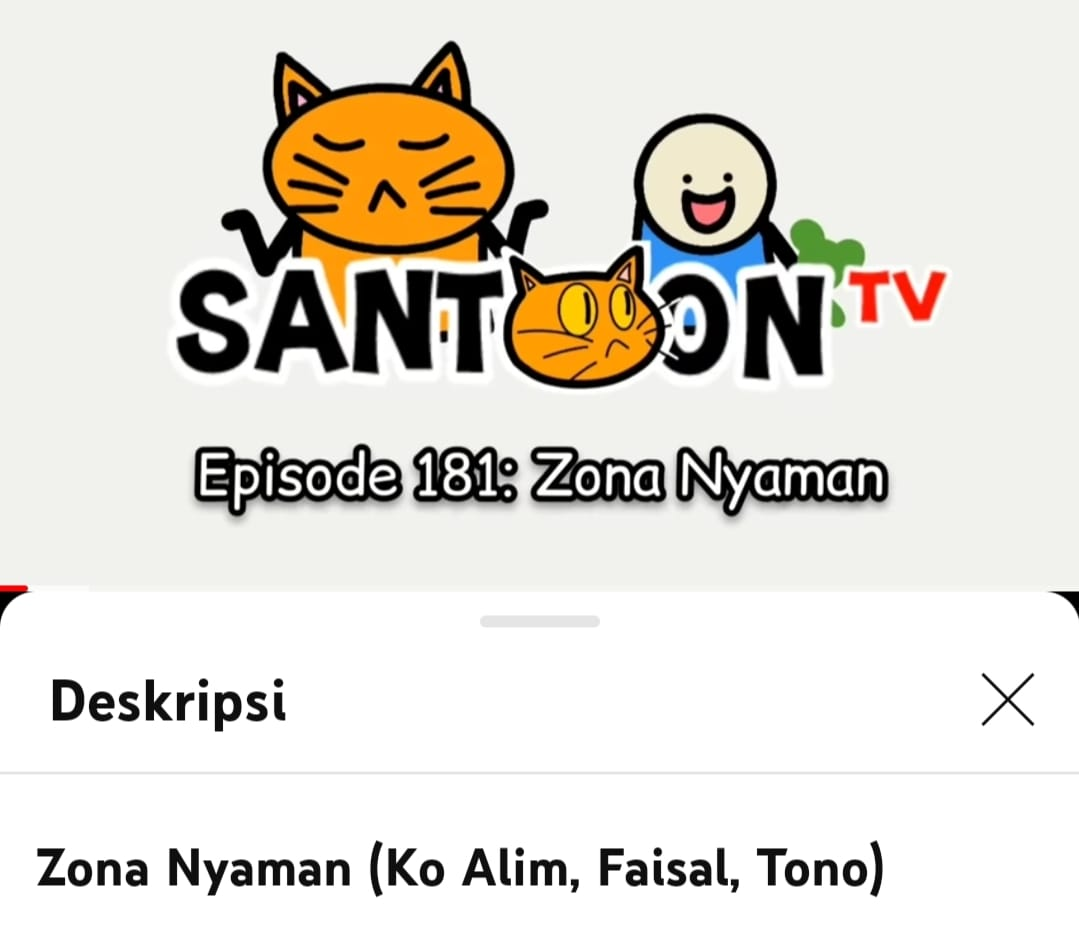 SANTOON TV
Episode 181: Zona Nyaman
Deskripsi
Zona Nyaman (Ko Alim, Faisal, Tono)